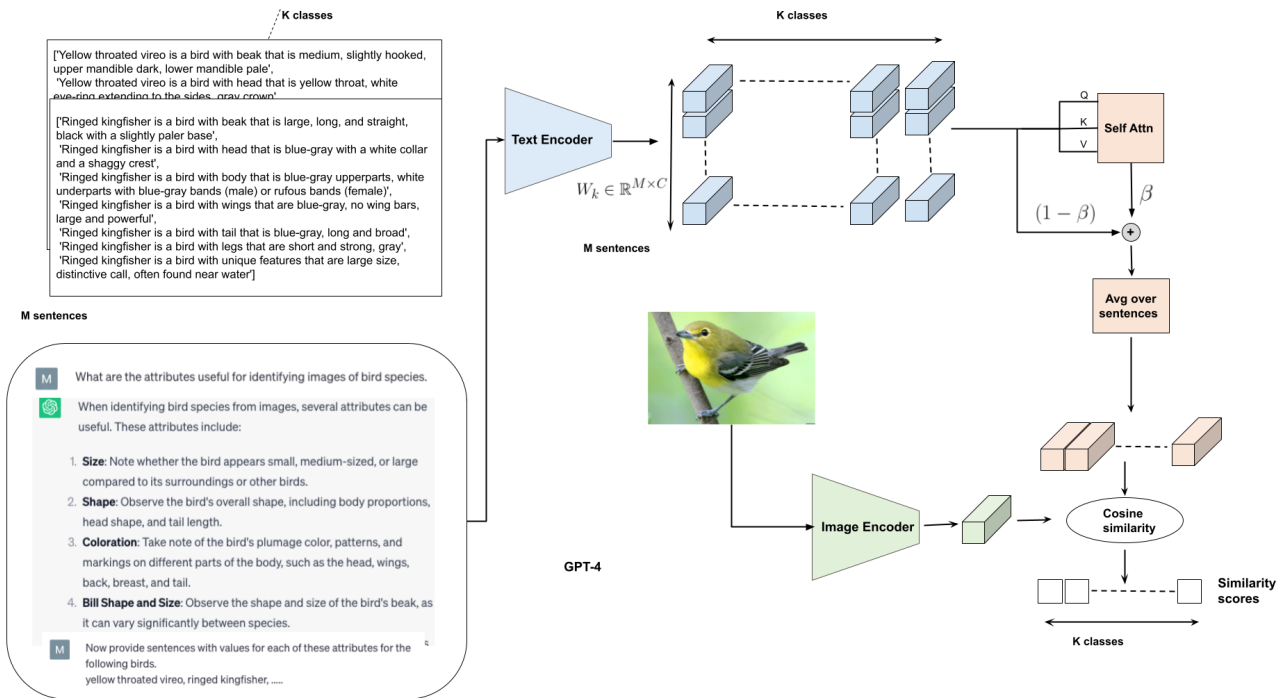 K classes
['Yellow throated vireo is a bird with beak that is medium, slightly hooked,
upper mandible dark, lower mandible pale',
'Yellow throated vireo is a bird with head that is yellow throat, white
eye-ring extending to the sides, gray crown'
['Ringed kingfisher is a bird with beak that is large, long, and straight,
black with a slightly paler base',
'Ringed kingfisher is a bird with head that is blue-gray with a white collar
and a shaggy crest',
'Ringed kingfisher is a bird with body that is blue-gray upperparts, white
underparts with blue-gray bands (male) or rufous bands (female)',
'Ringed kingfisher is a bird with wings that are blue-gray, no wing bars,
large and powerful',
'Ringed kingfisher is a bird with tail that is blue-gray, long and broad',
'Ringed kingfisher is a bird with legs that are short and strong, gray',
'Ringed kingfisher is a bird with unique features that are large size,
distinctive call, often found near water']
M sentences
M
What are the attributes useful for identifying images of bird species.
When identifying bird species from images, several attributes can be
useful. These attributes include:
1. Size: Note whether the bird appears small, medium-sized, or large
compared to its surroundings or other birds.
2. Shape: Observe the bird's overall shape, including body proportions,
head shape, and tail length.
3. Coloration: Take note of the bird's plumage color, patterns, and
markings on different parts of the body, such as the head, wings,
back, breast, and tail.
4. Bill Shape and Size: Observe the shape and size of the bird's beak, as
it can vary significantly between species.
M
Now provide sentences with values for each of these attributes for the
following birds.
yellow throated vireo, ringed kingfisher, .....
GPT-4
Text Encoder
K classes
W_k ∈ ℝ^{M×C}
M sentences
Q
K
V
Self Attn
β
(1 − β)
+
Avg over
sentences
Image Encoder
Cosine
similarity
Similarity
scores
K classes